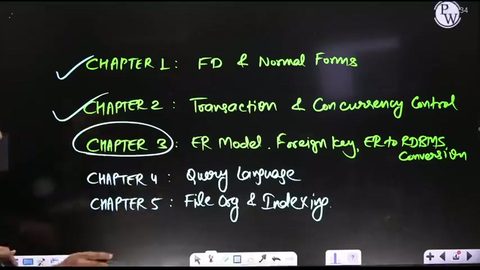 CHAPTER 1 : FD & Normal Forms
CHAPTER 2 : Transaction & Concurrency Control
CHAPTER 3 : ER Model. Foreign Key, ER to RDBMS Conversion
CHAPTER 4 : Query Language
CHAPTER 5 : File Org & Indexing.
PW